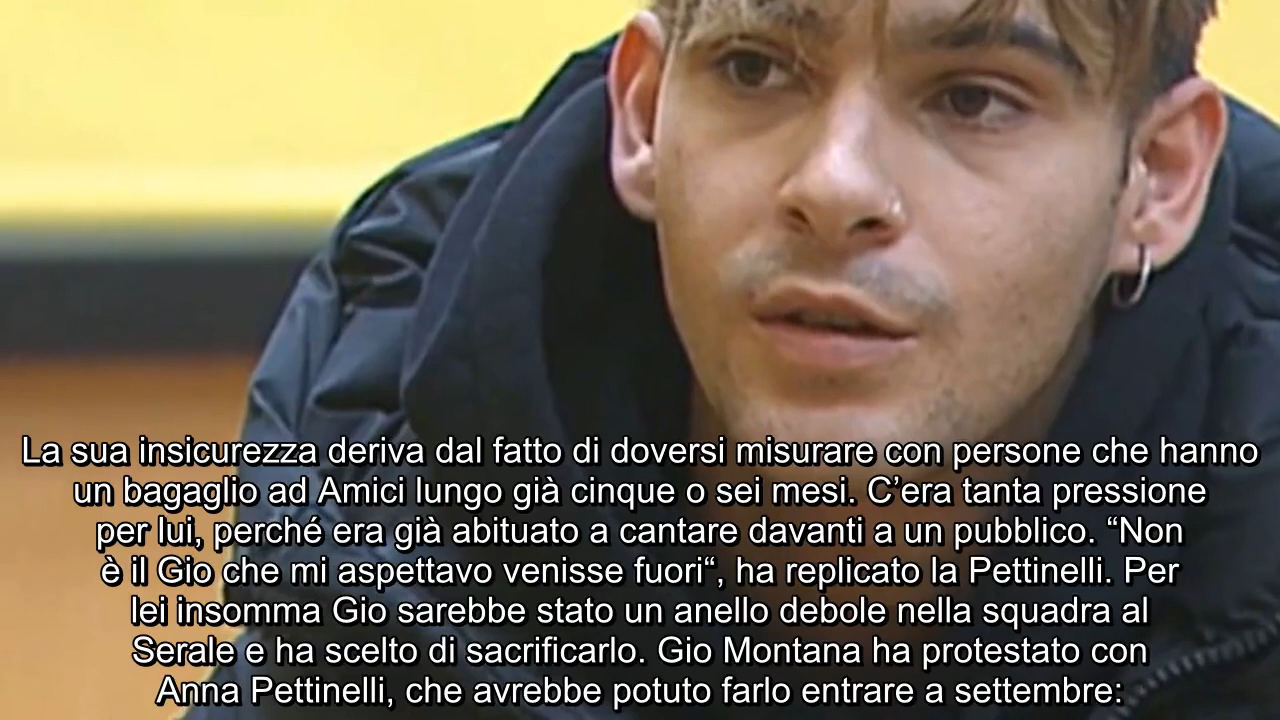 La sua insicurezza deriva dal fatto di doversi misurare con persone che hanno
un bagaglio ad Amici lungo già cinque o sei mesi. C’era tanta pressione
per lui, perché era già abituato a cantare davanti a un pubblico. “Non
è il Gio che mi aspettavo venisse fuori“, ha replicato la Pettinelli. Per
lei insomma Gio sarebbe stato un anello debole nella squadra al
Serale e ha scelto di sacrificarlo. Gio Montana ha protestato con
Anna Pettinelli, che avrebbe potuto farlo entrare a settembre: